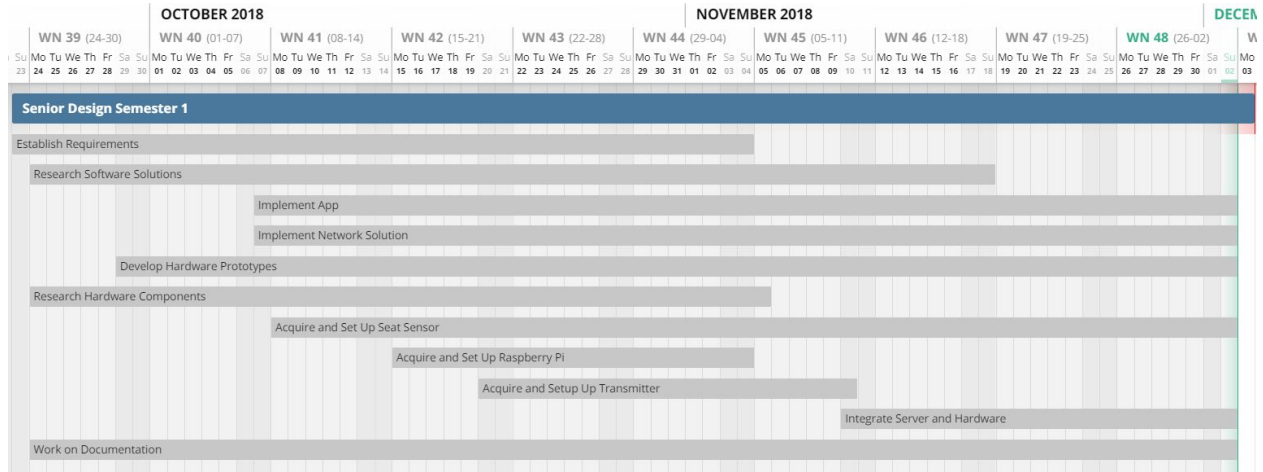 OCTOBER 2018 NOVEMBER 2018 DECEM
WN 39 (24-30) WN 40 (01-07) WN 41 (08-14) WN 42 (15-21) WN 43 (22-28) WN 44 (29-04) WN 45 (05-11) WN 46 (12-18) WN 47 (19-25) WN 48 (26-02) W
Su Mo Tu We Th Fr Sa Su Mo Tu We Th Fr Sa Su Mo Tu We Th Fr Sa Su Mo Tu We Th Fr Sa Su Mo Tu We Th Fr Sa Su Mo Tu We Th Fr Sa Su Mo Tu We Th Fr Sa Su Mo Tu We Th Fr Sa Su Mo Tu We Th Fr Sa Su Mo Tu We Th Fr Sa Su Mo
23 24 25 26 27 28 29 30 01 02 03 04 05 06 07 08 09 10 11 12 13 14 15 16 17 18 19 20 21 22 23 24 25 26 27 28 29 30 31 01 02 03 04 05 06 07 08 09 10 11 12 13 14 15 16 17 18 19 20 21 22 23 24 25 26 27 28 29 30 01 02 03
Senior Design Semester 1
Establish Requirements
Research Software Solutions
Implement App
Implement Network Solution
Develop Hardware Prototypes
Research Hardware Components
Acquire and Set Up Seat Sensor
Acquire and Set Up Raspberry Pi
Acquire and Setup Up Transmitter
Integrate Server and Hardware
Work on Documentation